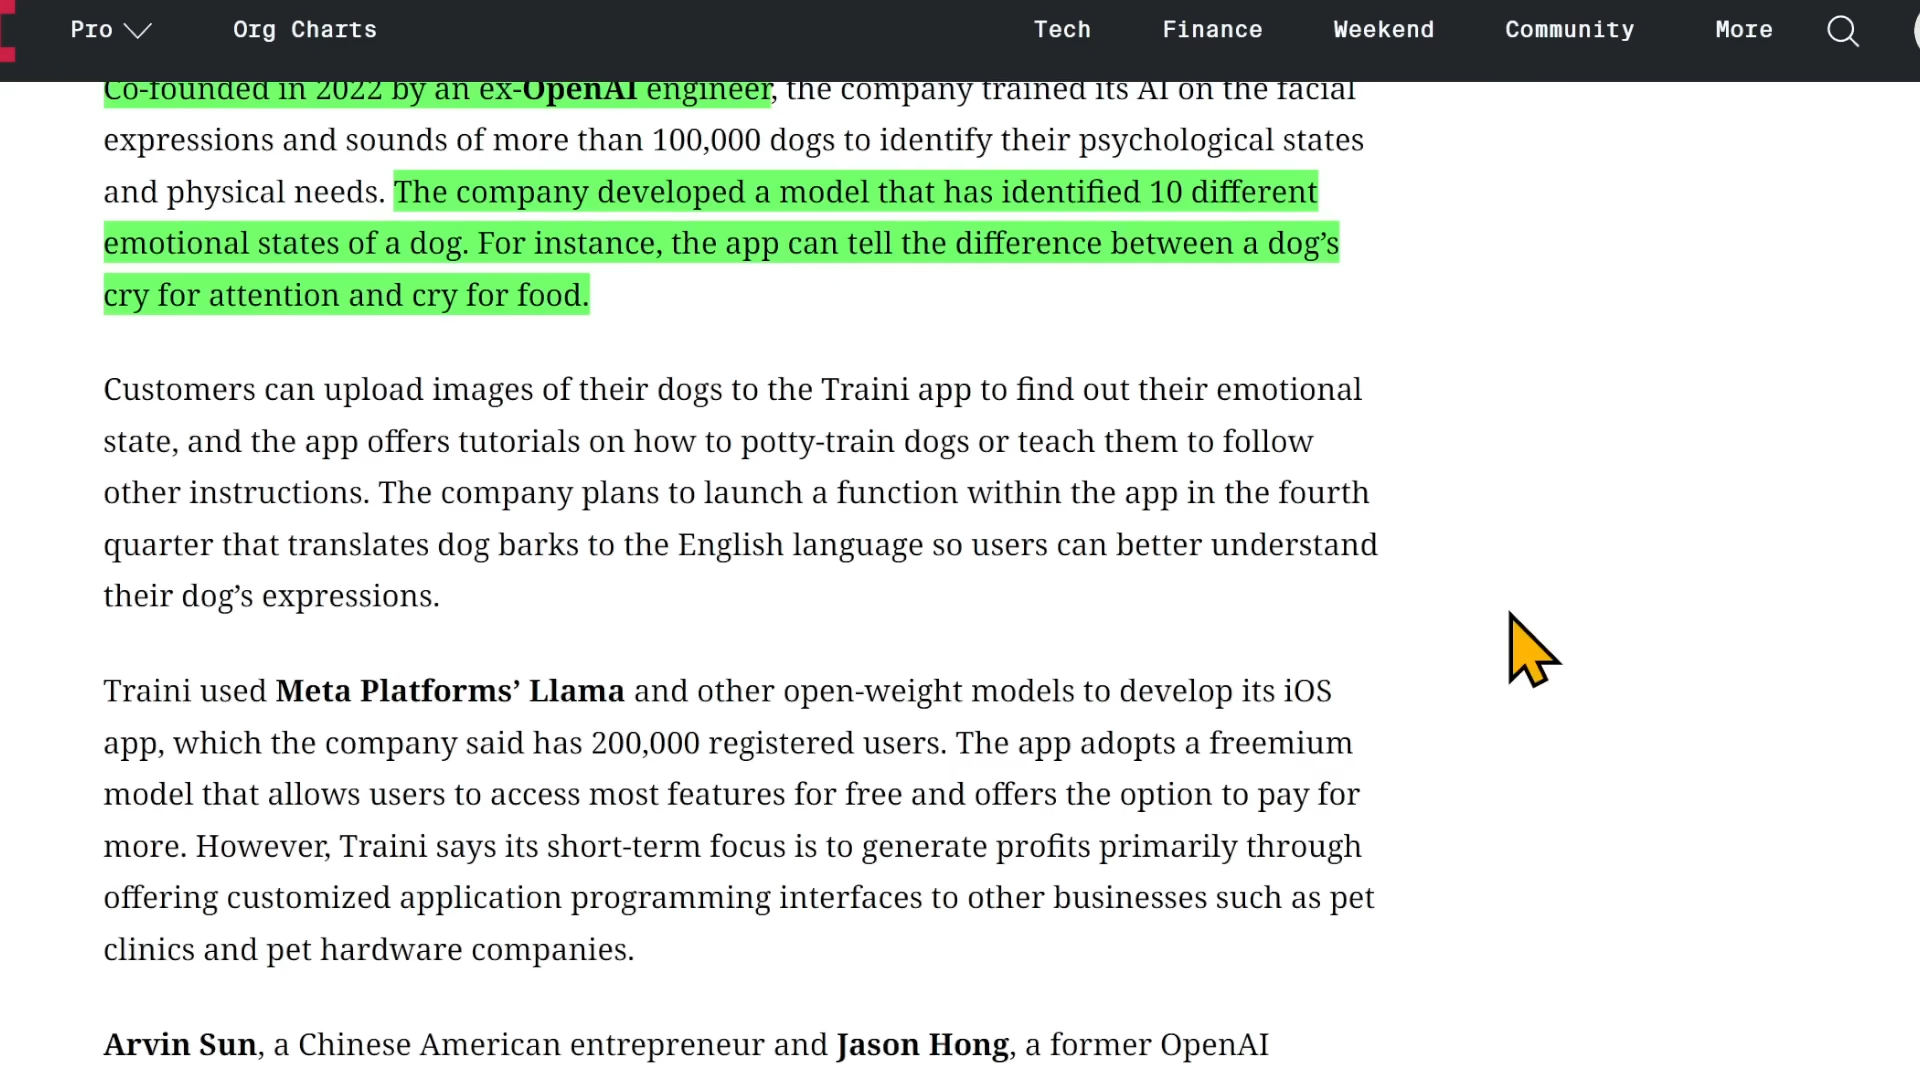 Pro Org Charts Tech Finance Weekend Community More
Co-founded in 2022 by an ex-OpenAI engineer, the company trained its AI on the facial
expressions and sounds of more than 100,000 dogs to identify their psychological states
and physical needs. The company developed a model that has identified 10 different
emotional states of a dog. For instance, the app can tell the difference between a dog’s
cry for attention and cry for food.
Customers can upload images of their dogs to the Traini app to find out their emotional
state, and the app offers tutorials on how to potty-train dogs or teach them to follow
other instructions. The company plans to launch a function within the app in the fourth
quarter that translates dog barks to the English language so users can better understand
their dog’s expressions.
Traini used Meta Platforms’ Llama and other open-weight models to develop its iOS
app, which the company said has 200,000 registered users. The app adopts a freemium
model that allows users to access most features for free and offers the option to pay for
more. However, Traini says its short-term focus is to generate profits primarily through
offering customized application programming interfaces to other businesses such as pet
clinics and pet hardware companies.
Arvin Sun, a Chinese American entrepreneur and Jason Hong, a former OpenAI